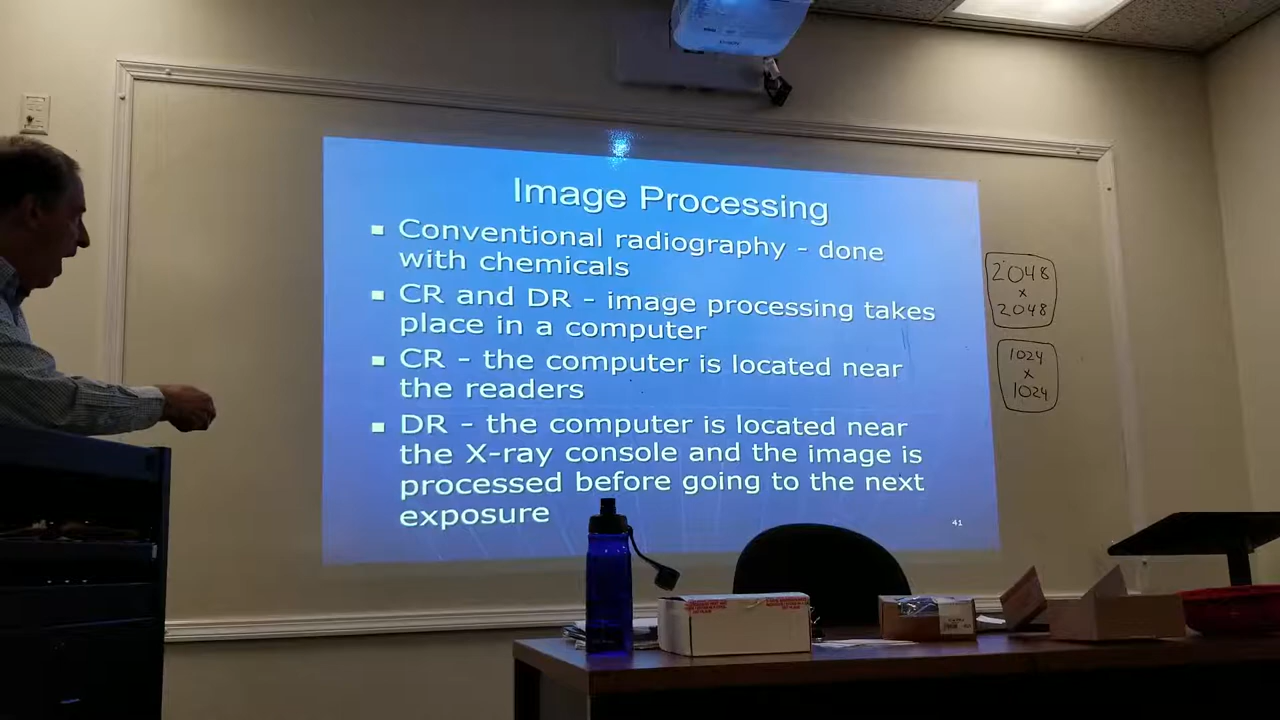 Image Processing
Conventional radiography - done
with chemicals
CR and DR - image processing takes
place in a computer
CR - the computer is located near
the readers
DR - the computer is located near
the X-ray console and the image is
processed before going to the next
exposure
41
2048
x
2048
1024
x
1024